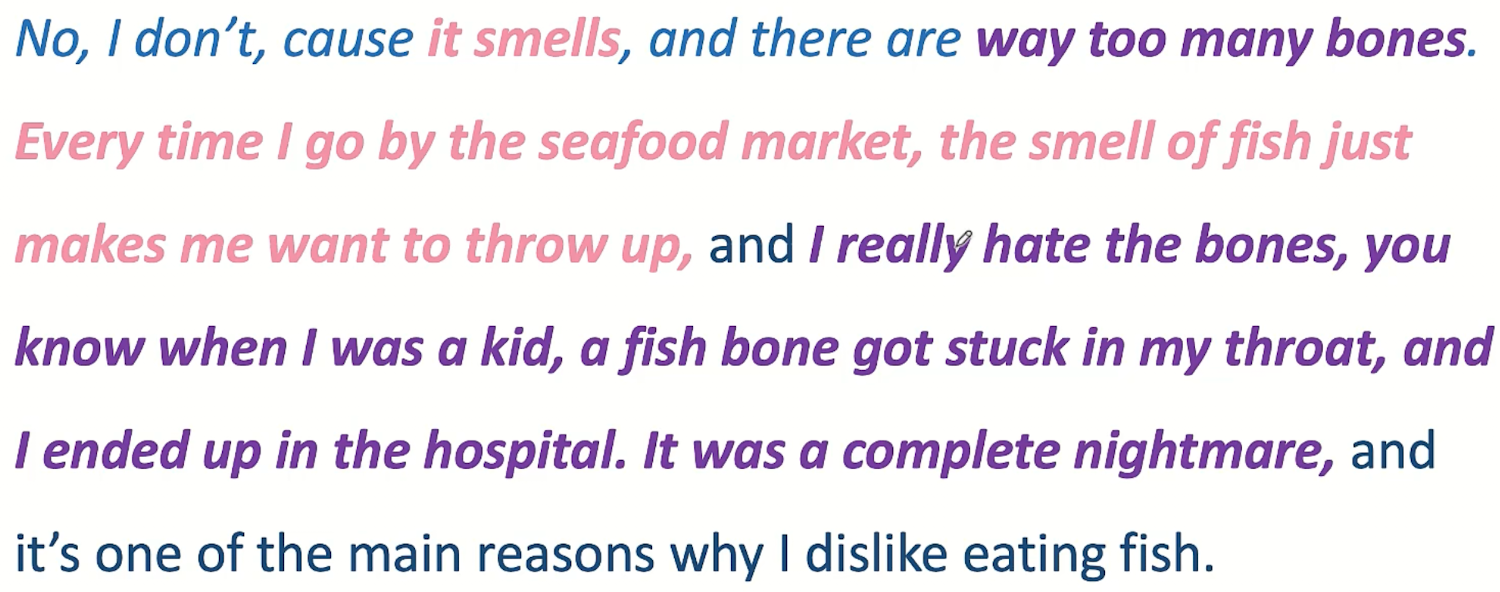 No, I don’t, cause it smells, and there are way too many bones.
Every time I go by the seafood market, the smell of fish just
makes me want to throw up, and I really hate the bones, you
know when I was a kid, a fish bone got stuck in my throat, and
I ended up in the hospital. It was a complete nightmare, and
it’s one of the main reasons why I dislike eating fish.